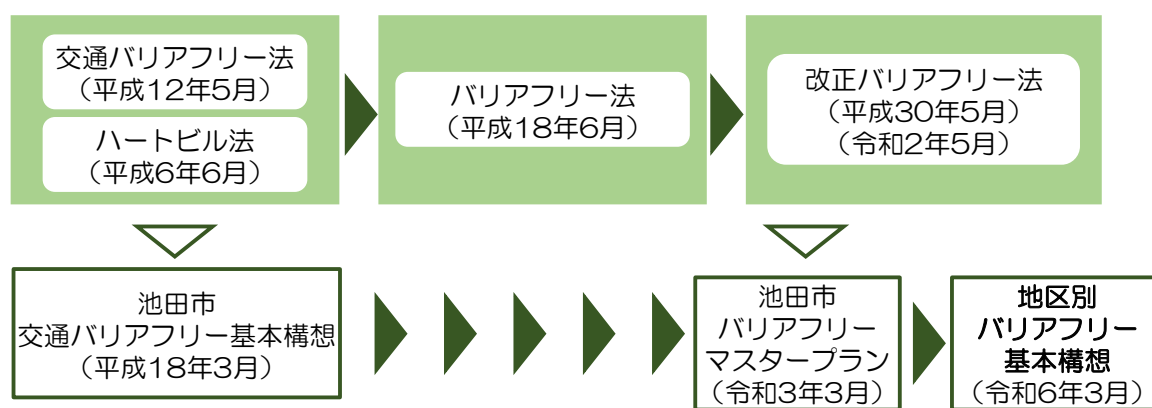 交通バリアフリー法
（平成12年5月）
ハートビル法
（平成6年6月）
バリアフリー法
（平成18年6月）
改正バリアフリー法
（平成30年5月）
（令和2年5月）
池田市
交通バリアフリー基本構想
（平成18年3月）
池田市
バリアフリー
マスタープラン
（令和3年3月）
地区別
バリアフリー
基本構想
（令和6年3月）